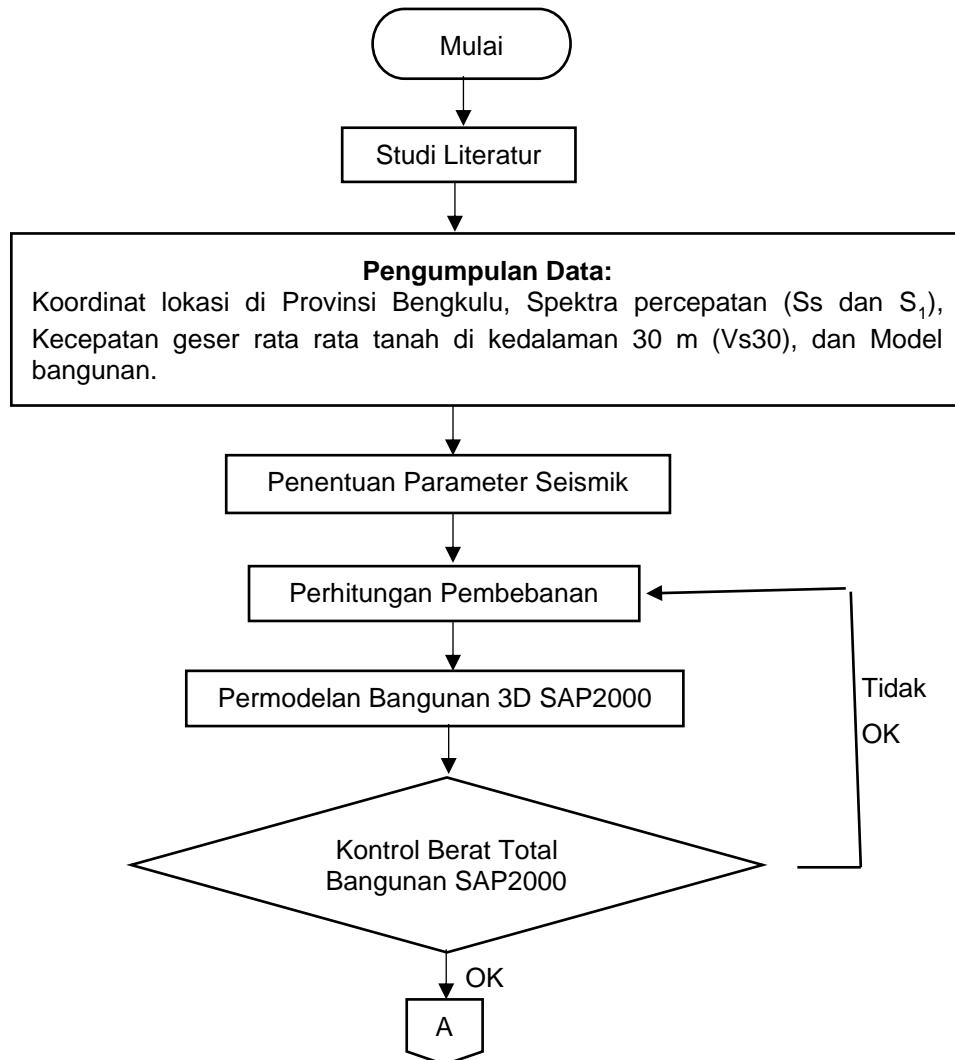 Mulai
Studi Literatur
Pengumpulan Data:
Koordinat lokasi di Provinsi Bengkulu, Spektra percepatan (Ss dan S₁),
Kecepatan geser rata rata tanah di kedalaman 30 m (Vs30), dan Model
bangunan.
Penentuan Parameter Seismik
Perhitungan Pembebanan
Permodelan Bangunan 3D SAP2000
Tidak
OK
Kontrol Berat Total
Bangunan SAP2000
OK
A